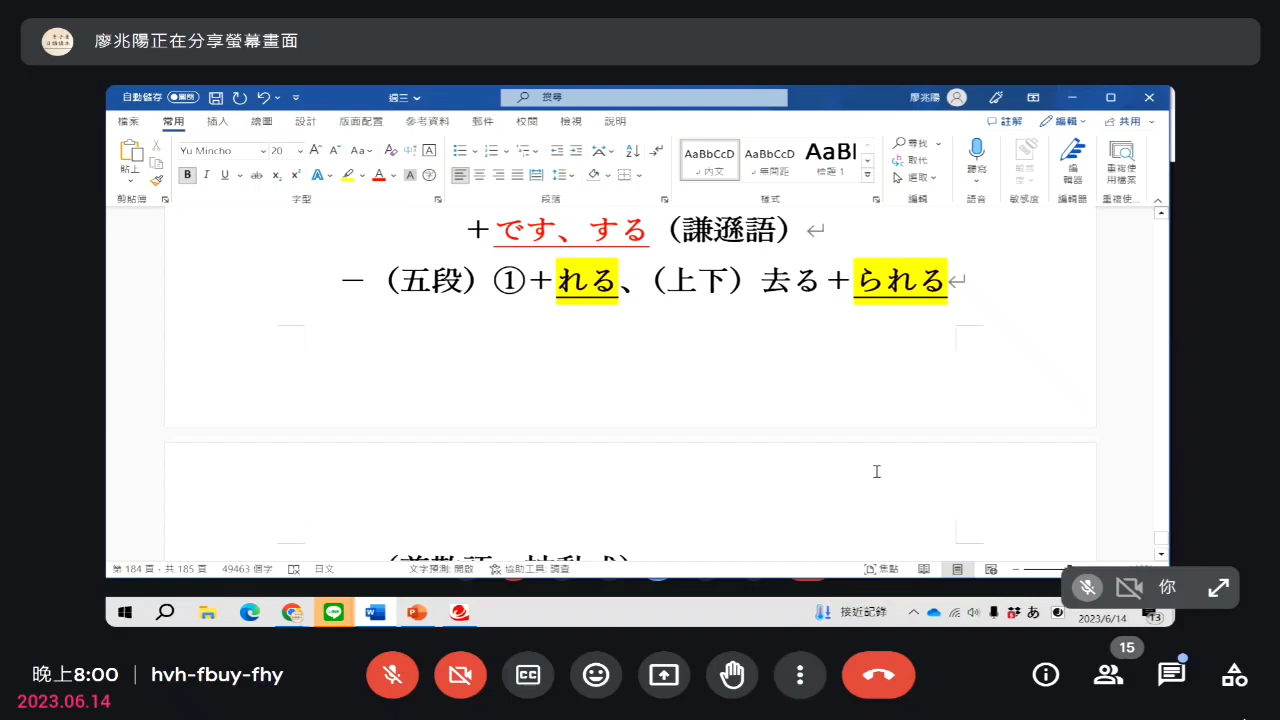 廖兆陽正在分享螢幕畫面
自動儲存
週三
搜尋
廖兆陽
檔案 常用 插入 繪圖 設計 版面配置 參考資料 郵件 校閱 檢視 說明
註解 編輯 共用
貼上
Yu Mincho 20
B I U
AaBbCcD AaBbCcD AaBl
內文 無間距 標題 1
尋找
取代
選取
聽寫
編輯器
重複使用檔案
剪貼簿 字型 段落 樣式 編輯 語音 敏感度 編輯器 重複使...
＋です、する（謙遜語）
－（五段）①＋れる、（上下）去る＋られる
第 184 頁，共 185 頁 49463 個字 日文 文字預測: 開啟 協助工具: 調查 焦點
你
接近記錄
あ
2023/6/14
13
15
晚上8:00 hvh-fbuy-fhy
2023.06.14